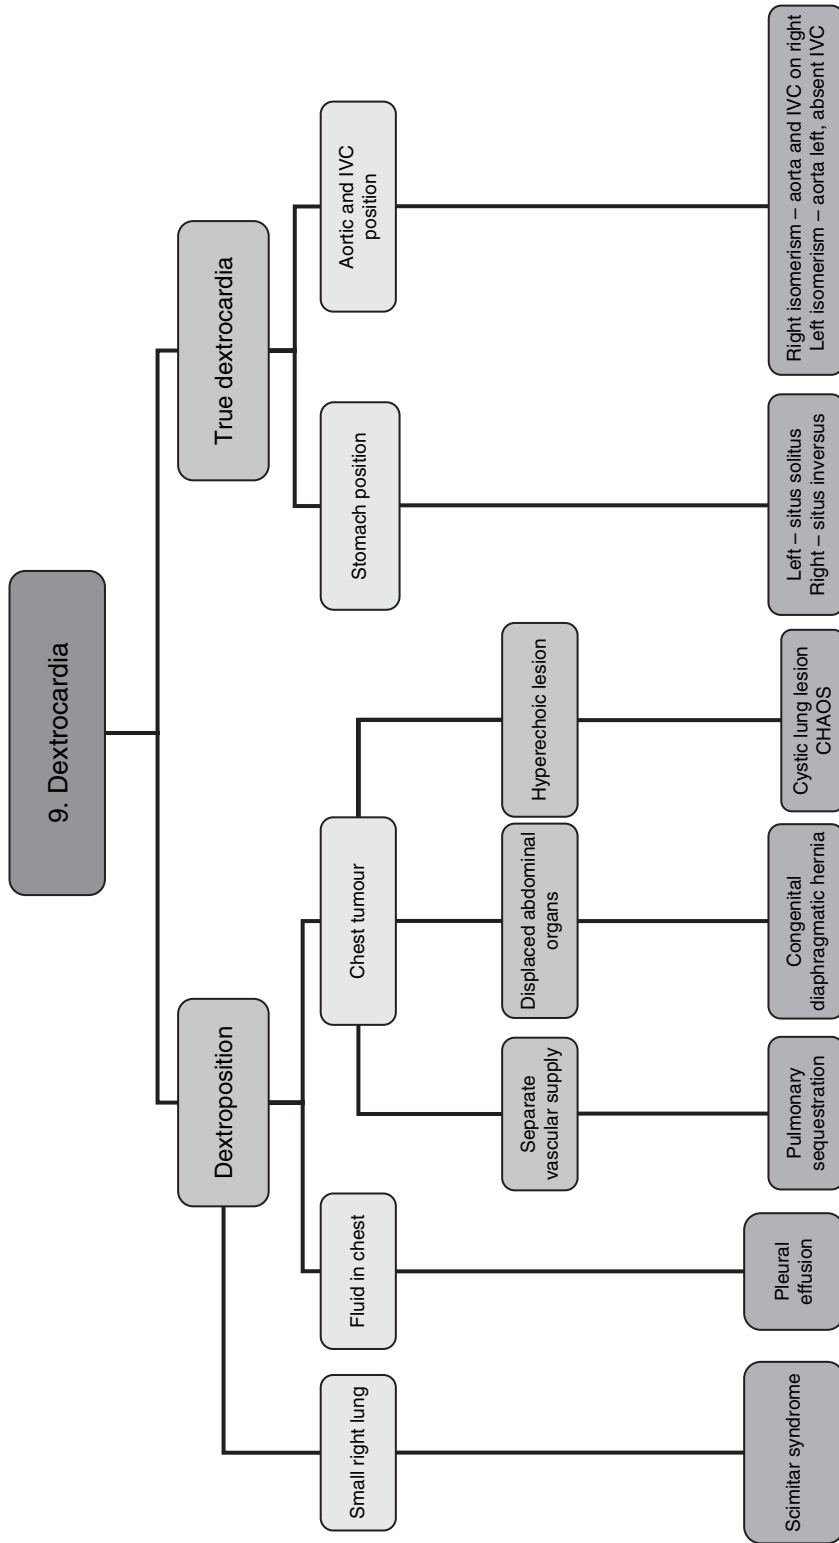 9. Dextrocardia
Dextroposition
True dextrocardia
Small right lung
Fluid in chest
Chest tumour
Stomach position
Aortic and IVC
position
Separate
vascular supply
Displaced abdominal
organs
Hyperechoic lesion
Scimitar syndrome
Pleural
effusion
Pulmonary
sequestration
Congenital
diaphragmatic hernia
Cystic lung lesion
CHAOS
Left – situs solitus
Right – situs inversus
Right isomerism – aorta and IVC on right
Left isomerism – aorta left, absent IVC